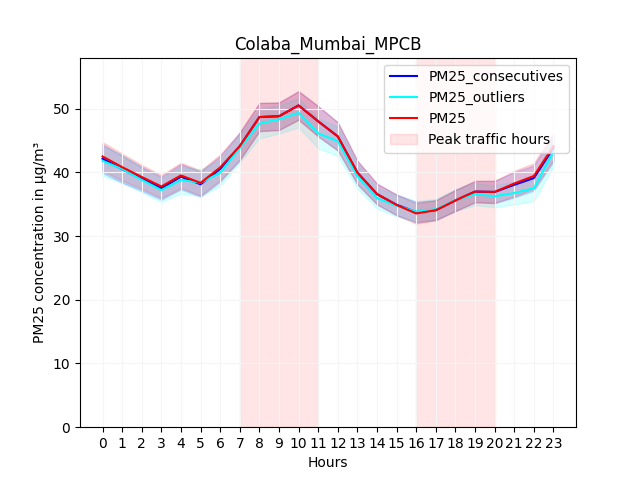 Colaba_Mumbai_MPCB
PM25_consecutives
PM25_outliers
PM25
Peak traffic hours
PM25 concentration in μg/m³
50
40
30
20
10
0
0 1 2 3 4 5 6 7 8 9 10 11 12 13 14 15 16 17 18 19 20 21 22 23
Hours